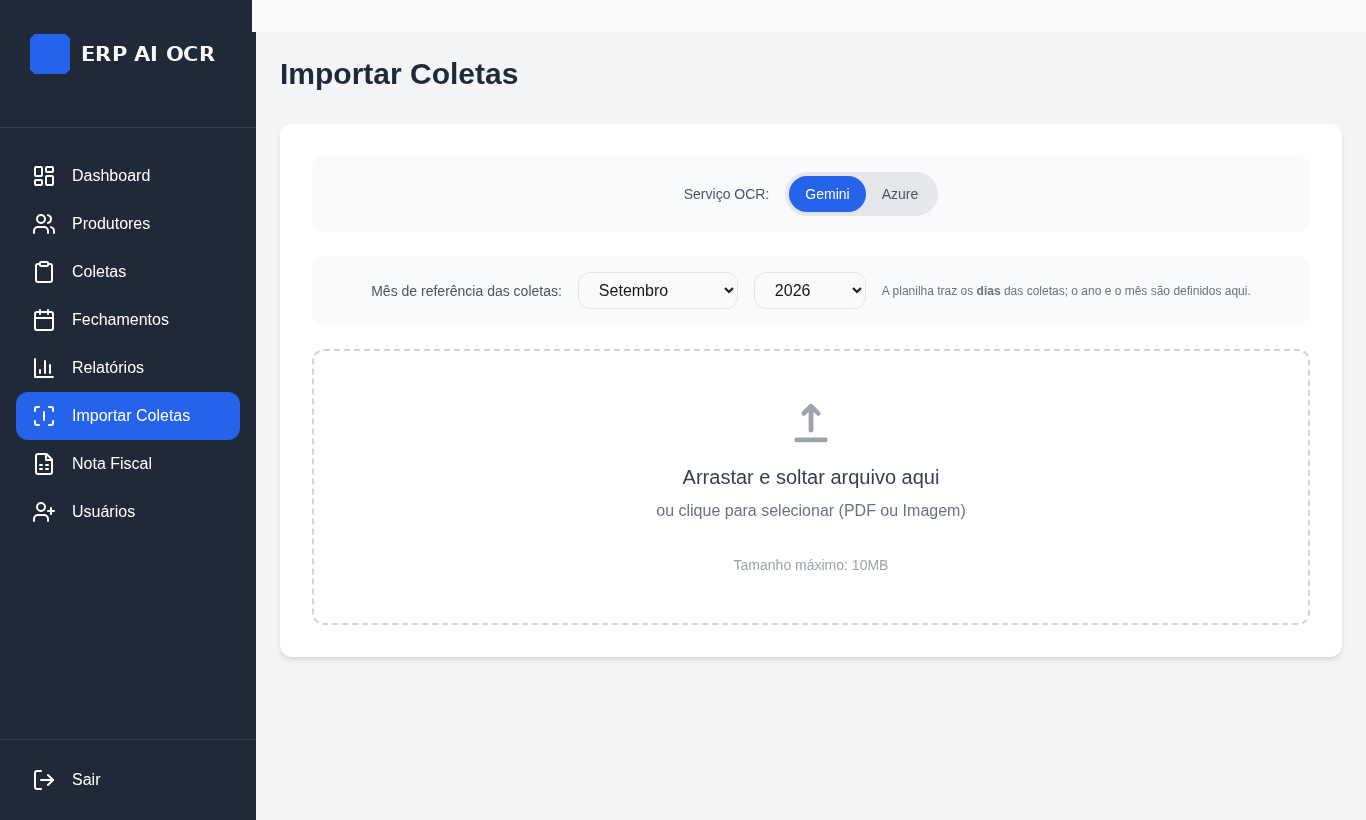 ERP AI OCR
Dashboard
Produtores
Coletas
Fechamentos
Relatórios
Importar Coletas
Nota Fiscal
Usuários
Sair
Importar Coletas
Serviço OCR: Gemini Azure
Mês de referência das coletas: Setembro 2026 A planilha traz os dias das coletas; o ano e o mês são definidos aqui.
Arrastar e soltar arquivo aqui
ou clique para selecionar (PDF ou Imagem)
Tamanho máximo: 10MB